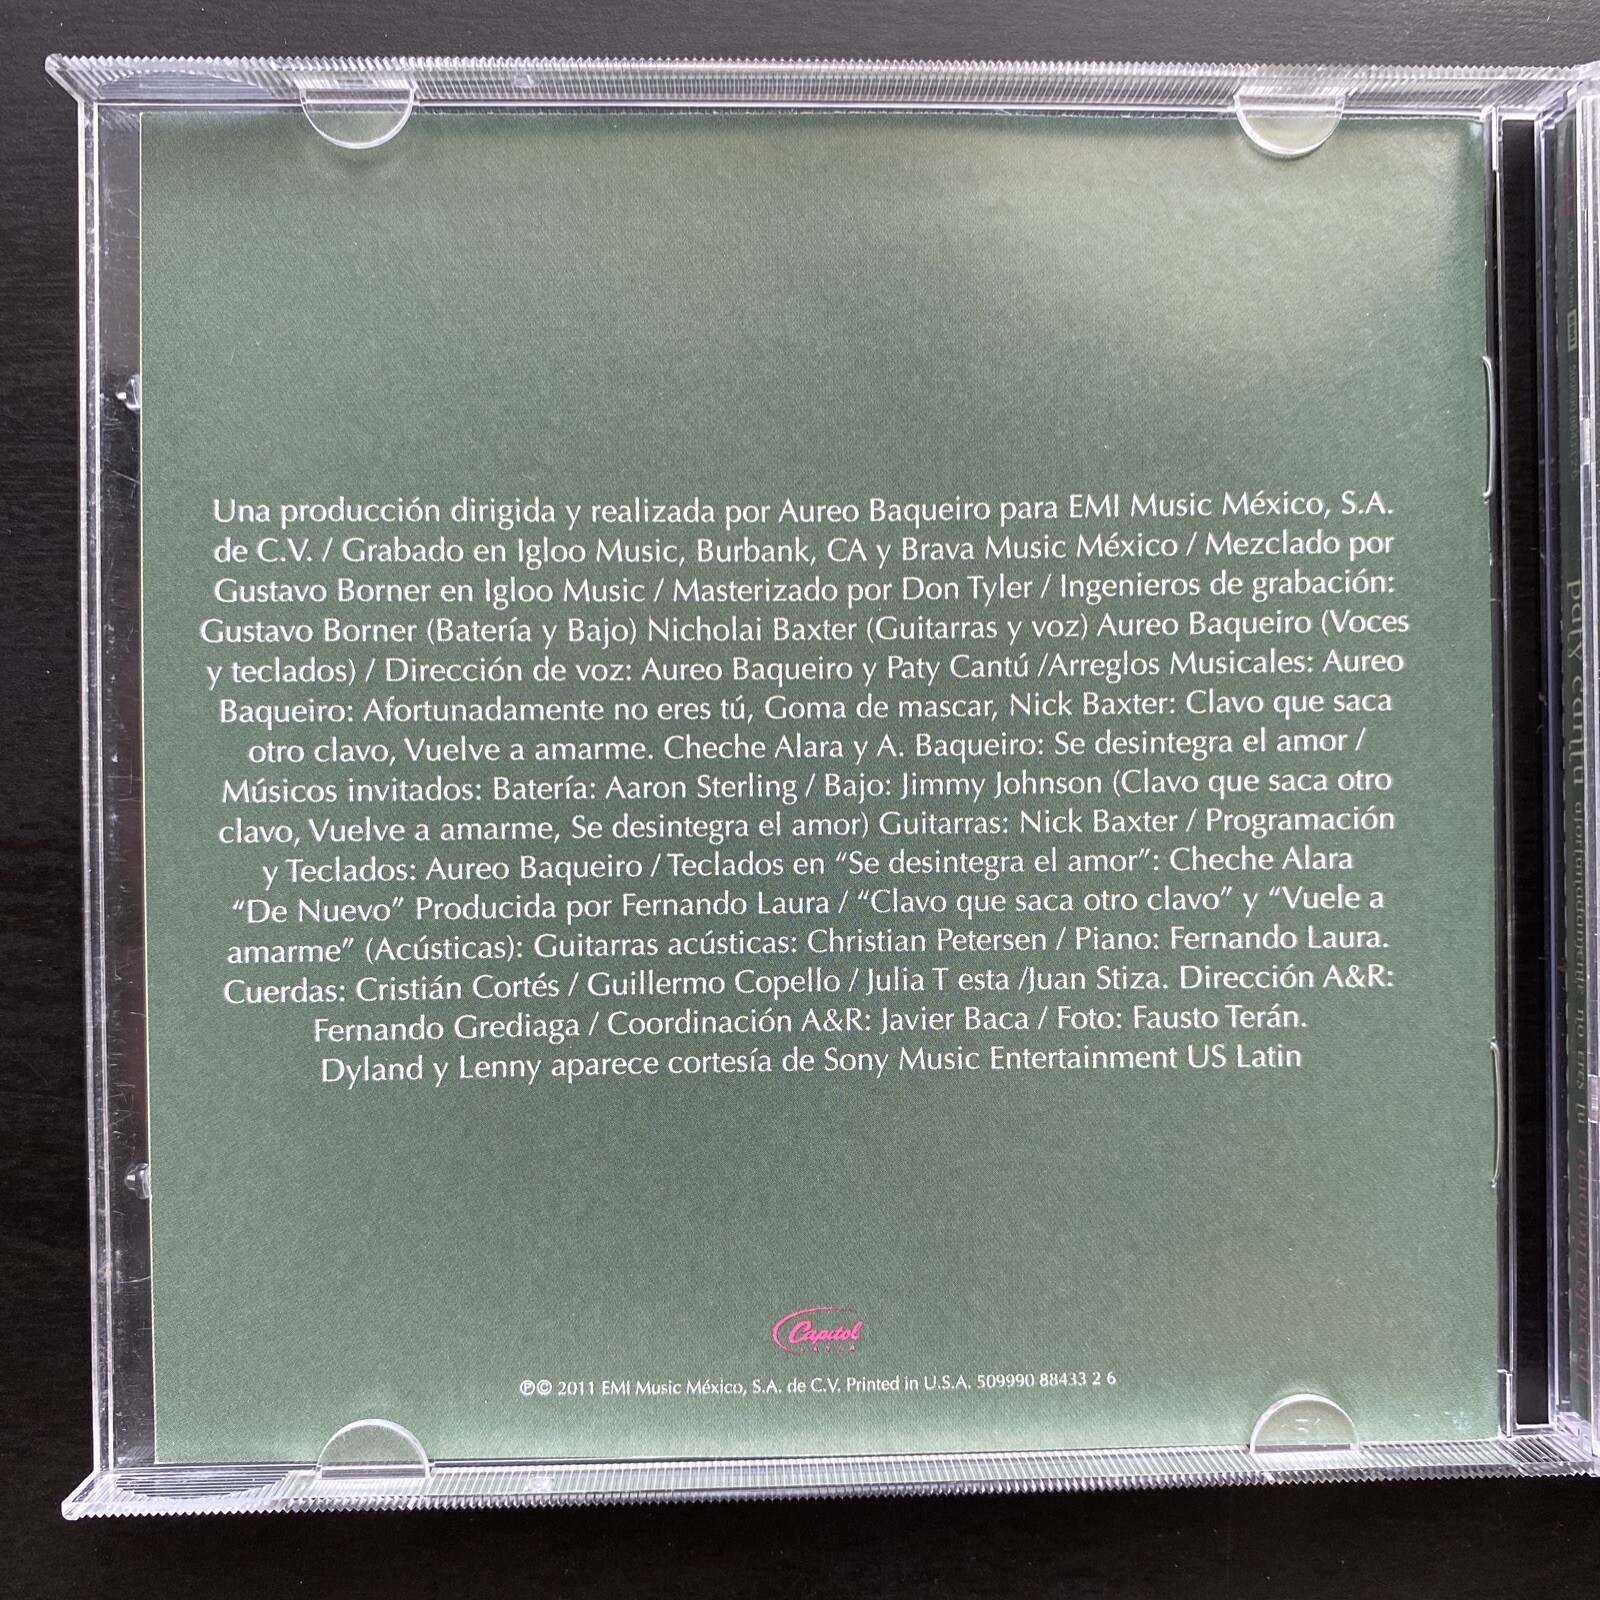 Una producción dirigida y realizada por Aureo Baqueiro para EMI Music México, S.A.
de C.V. / Grabado en Igloo Music, Burbank, CA y Brava Music México / Mezclado por
Gustavo Borner en Igloo Music / Masterizado por Don Tyler / Ingenieros de grabación:
Gustavo Borner (Batería y Bajo) Nicholai Baxter (Guitarras y voz) Aureo Baqueiro (Voces
y teclados) / Dirección de voz: Aureo Baqueiro y Paty Cantú /Arreglos Musicales: Aureo
Baqueiro: Afortunadamente no eres tú, Goma de mascar, Nick Baxter: Clavo que saca
otro clavo, Vuelve a amarme. Cheche Alara y A. Baqueiro: Se desintegra el amor /
Músicos invitados: Batería: Aaron Sterling / Bajo: Jimmy Johnson (Clavo que saca otro
clavo, Vuelve a amarme, Se desintegra el amor) Guitarras: Nick Baxter / Programación
y Teclados: Aureo Baqueiro / Teclados en “Se desintegra el amor”: Cheche Alara
“De Nuevo” Producida por Fernando Laura / “Clavo que saca otro clavo” y “Vuele a
amarme” (Acústicas): Guitarras acústicas: Christian Petersen / Piano: Fernando Laura.
Cuerdas: Cristián Cortés / Guillermo Copello / Julia T esta /Juan Stiza. Dirección A&R:
Fernando Grediaga / Coordinación A&R: Javier Baca / Foto: Fausto Terán.
Dyland y Lenny aparece cortesía de Sony Music Entertainment US Latin
Capitol
LATIN
℗© 2011 EMI Music México, S.A. de C.V. Printed in U.S.A. 509990 88433 2 6
paty cantú afortunadamente no eres tú edición especial